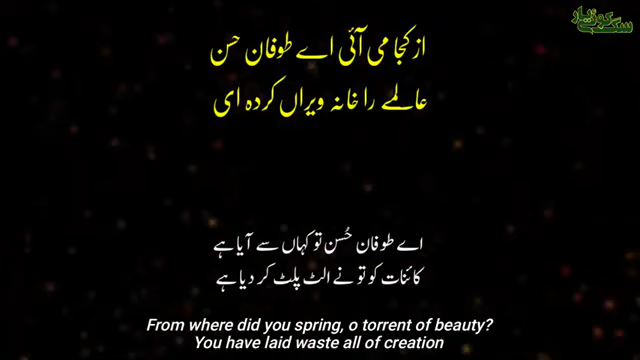 از کجا می آئی اے طوفان حسن
عالمے را خانہ ویراں کردہ ای
اے طوفان حُسن تو کہاں سے آیا ہے
کائنات کو تو نے الٹ پلٹ کر دیا ہے
From where did you spring, o torrent of beauty?
You have laid waste all of creation